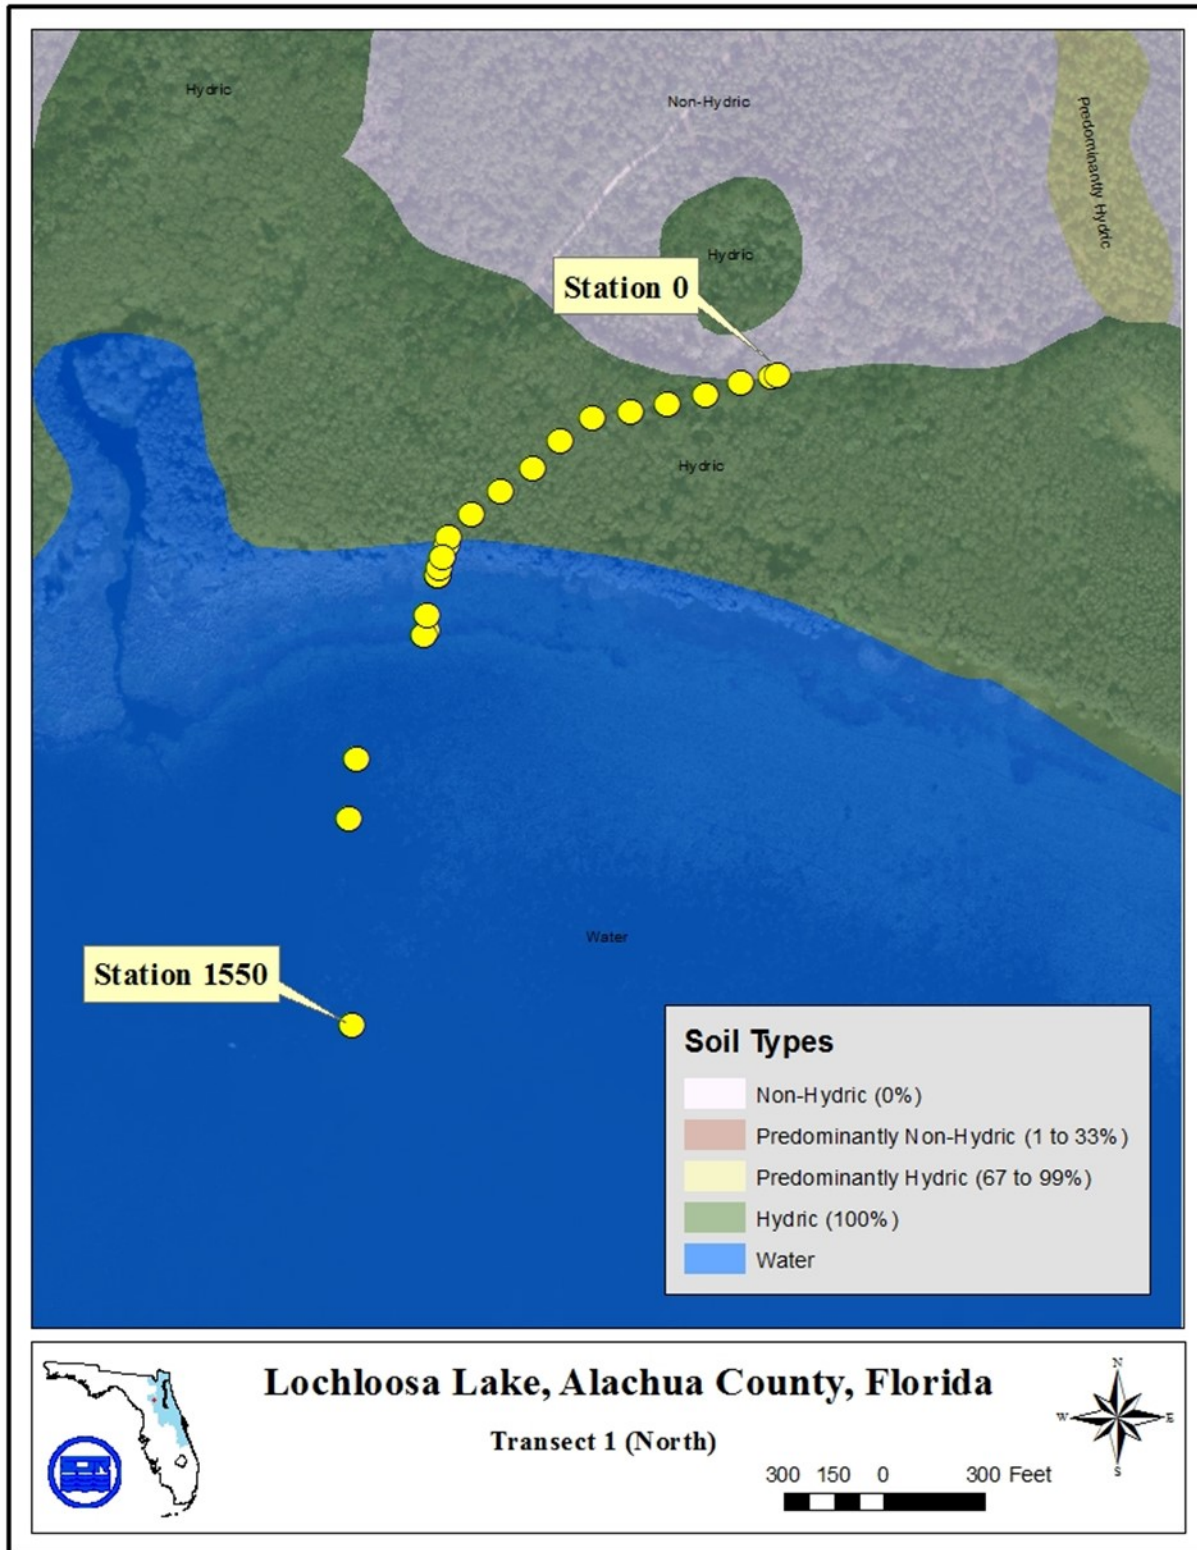 Hydric
Non-Hydric
Predominantly Hydric
Hydric
Station 0
Hydric
Water
Station 1550
Soil Types
Non-Hydric (0%)
Predominantly Non-Hydric (1 to 33%)
Predominantly Hydric (67 to 99%)
Hydric (100%)
Water
Lochloosa Lake, Alachua County, Florida
Transect 1 (North)
N
W
E
S
300 150 0 300 Feet